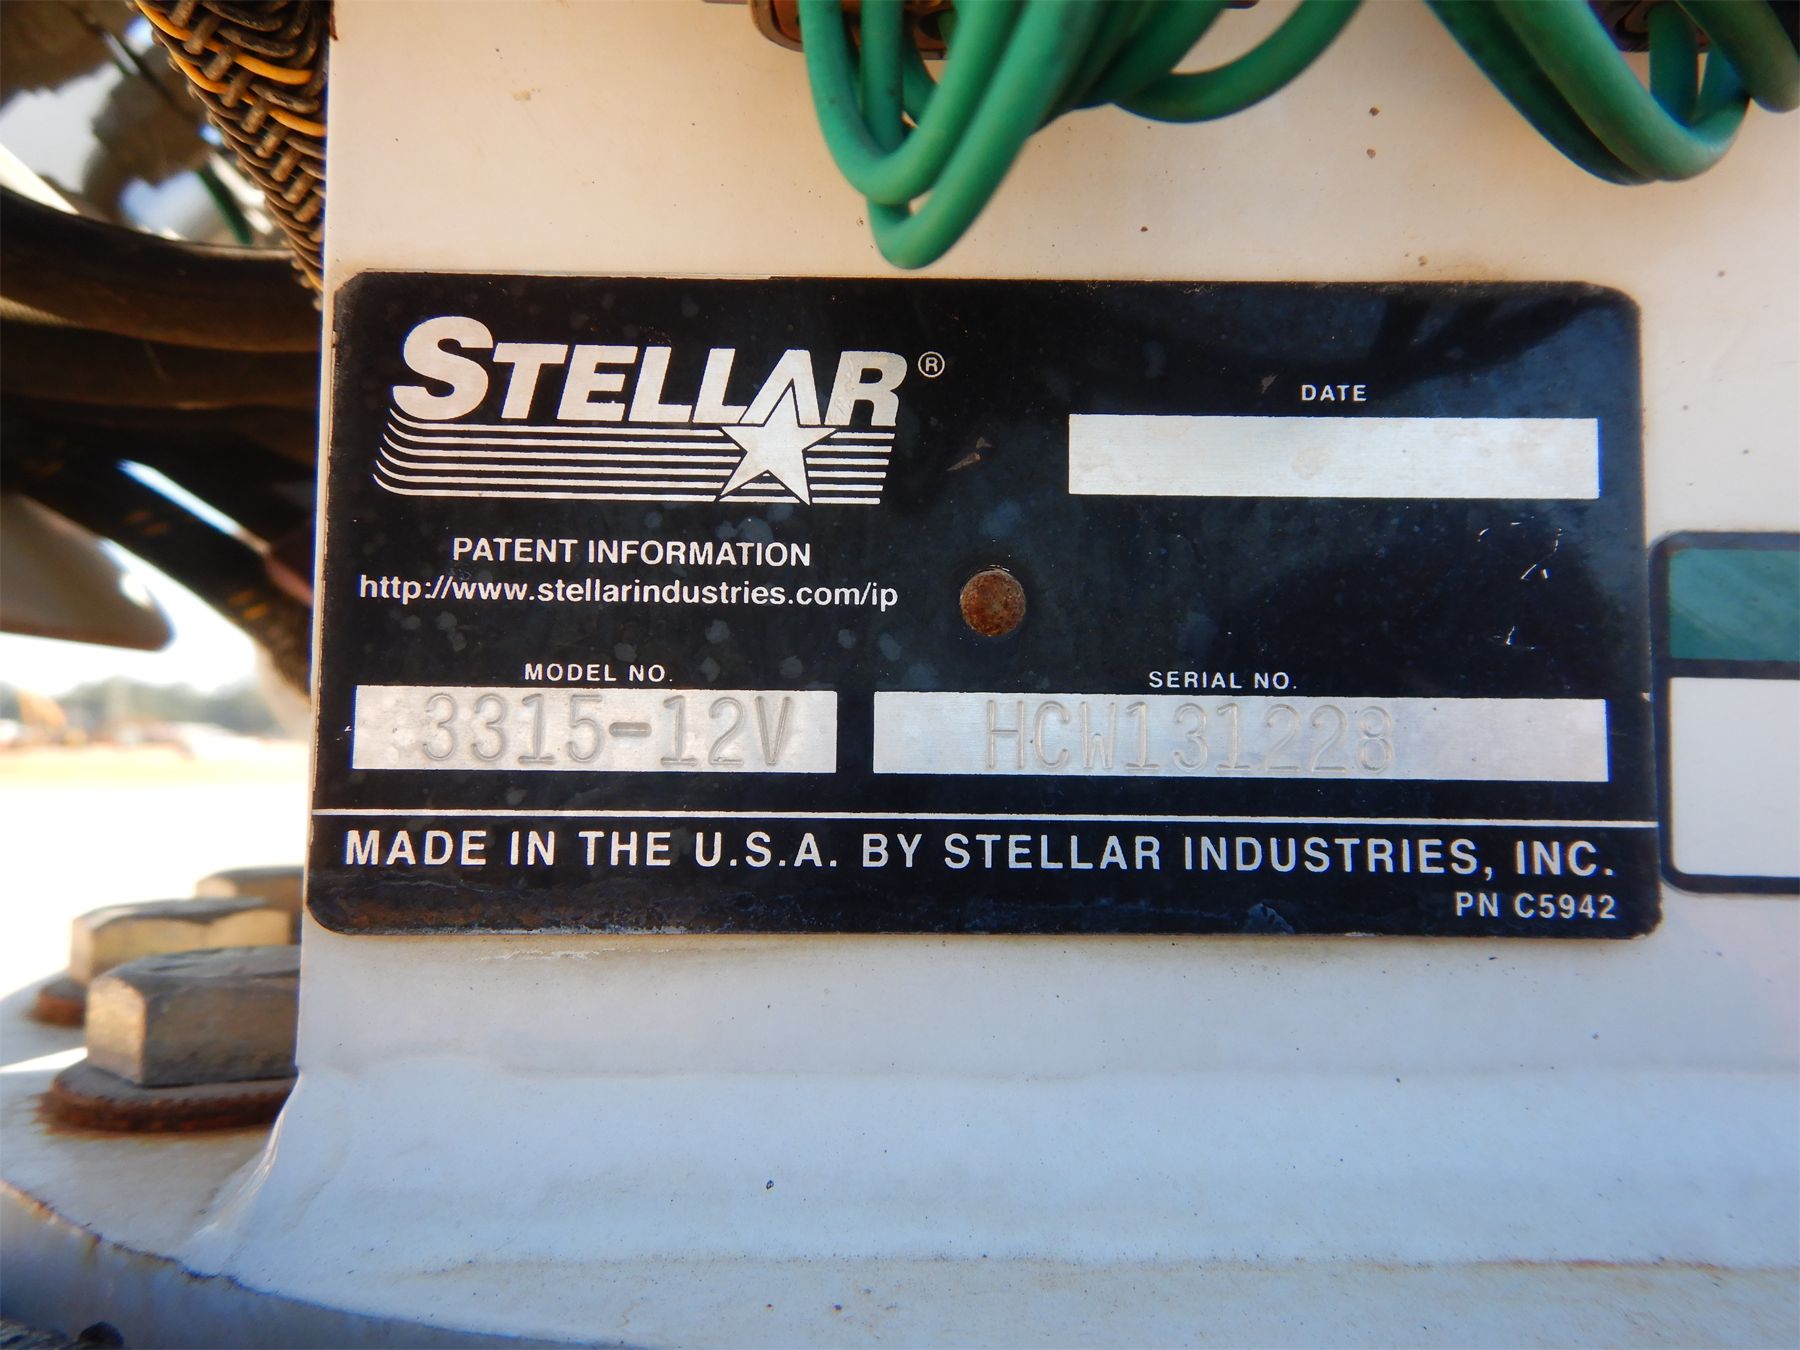 STELLAR®
DATE
PATENT INFORMATION
http://www.stellarindustries.com/ip
MODEL NO.
3315-12V
SERIAL NO.
HCW131228
MADE IN THE U.S.A. BY STELLAR INDUSTRIES, INC.
PN C5942